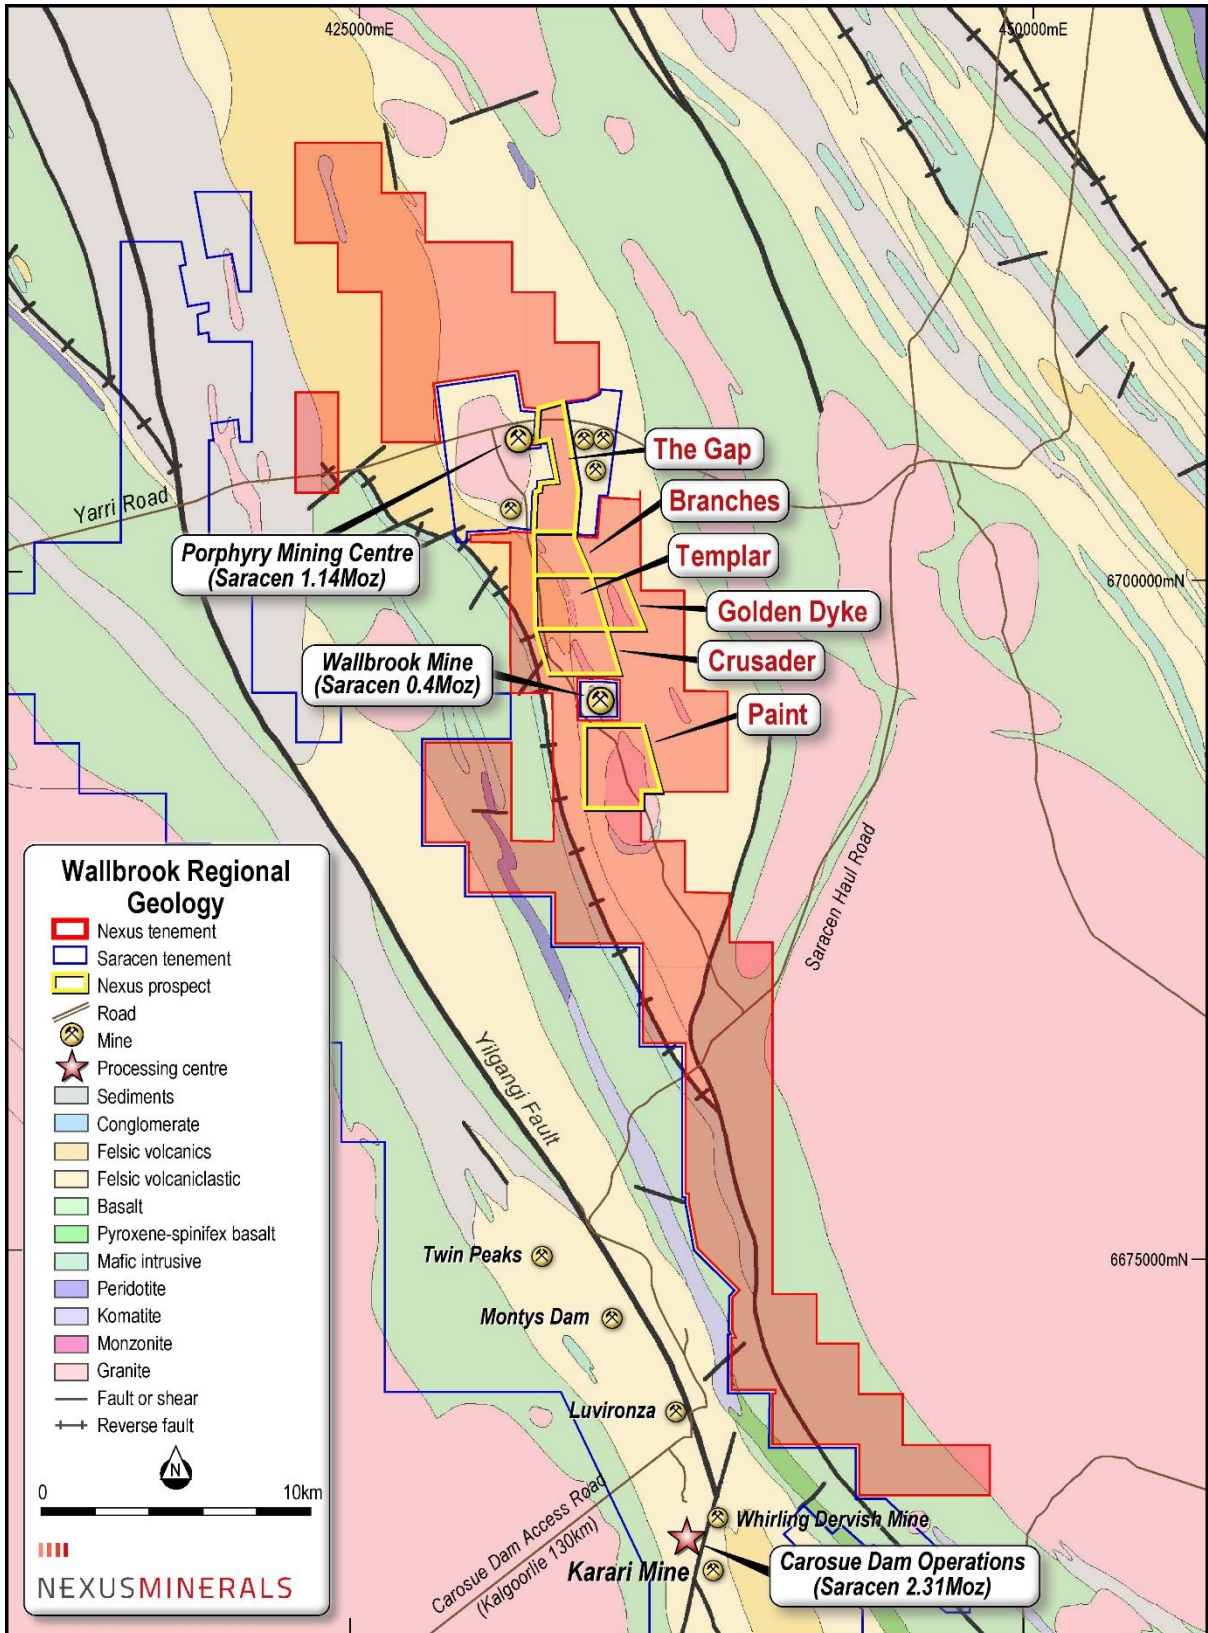 425000mE
450000mE
The Gap
Branches
Yarri Road
Porphyry Mining Centre
(Saracen 1.14Moz)
Templar
6700000mN
Golden Dyke
Wallbrook Mine
(Saracen 0.4Moz)
Crusader
Paint
Saracen Haul Road
Wallbrook Regional
Geology
Nexus tenement
Saracen tenement
Nexus prospect
Road
Mine
Processing centre
Sediments
Conglomerate
Felsic volcanics
Felsic volcaniclastic
Basalt
Pyroxene-spinifex basalt
Mafic intrusive
Peridotite
Komatite
Monzonite
Granite
Fault or shear
Reverse fault
N
0 10km
NEXUSMINERALS
Yilgangi Fault
Twin Peaks
6675000mN
Montys Dam
Luvironza
Carosue Dam Access Road
(Kalgoorlie 130km)
Whirling Dervish Mine
Karari Mine
Carosue Dam Operations
(Saracen 2.31Moz)